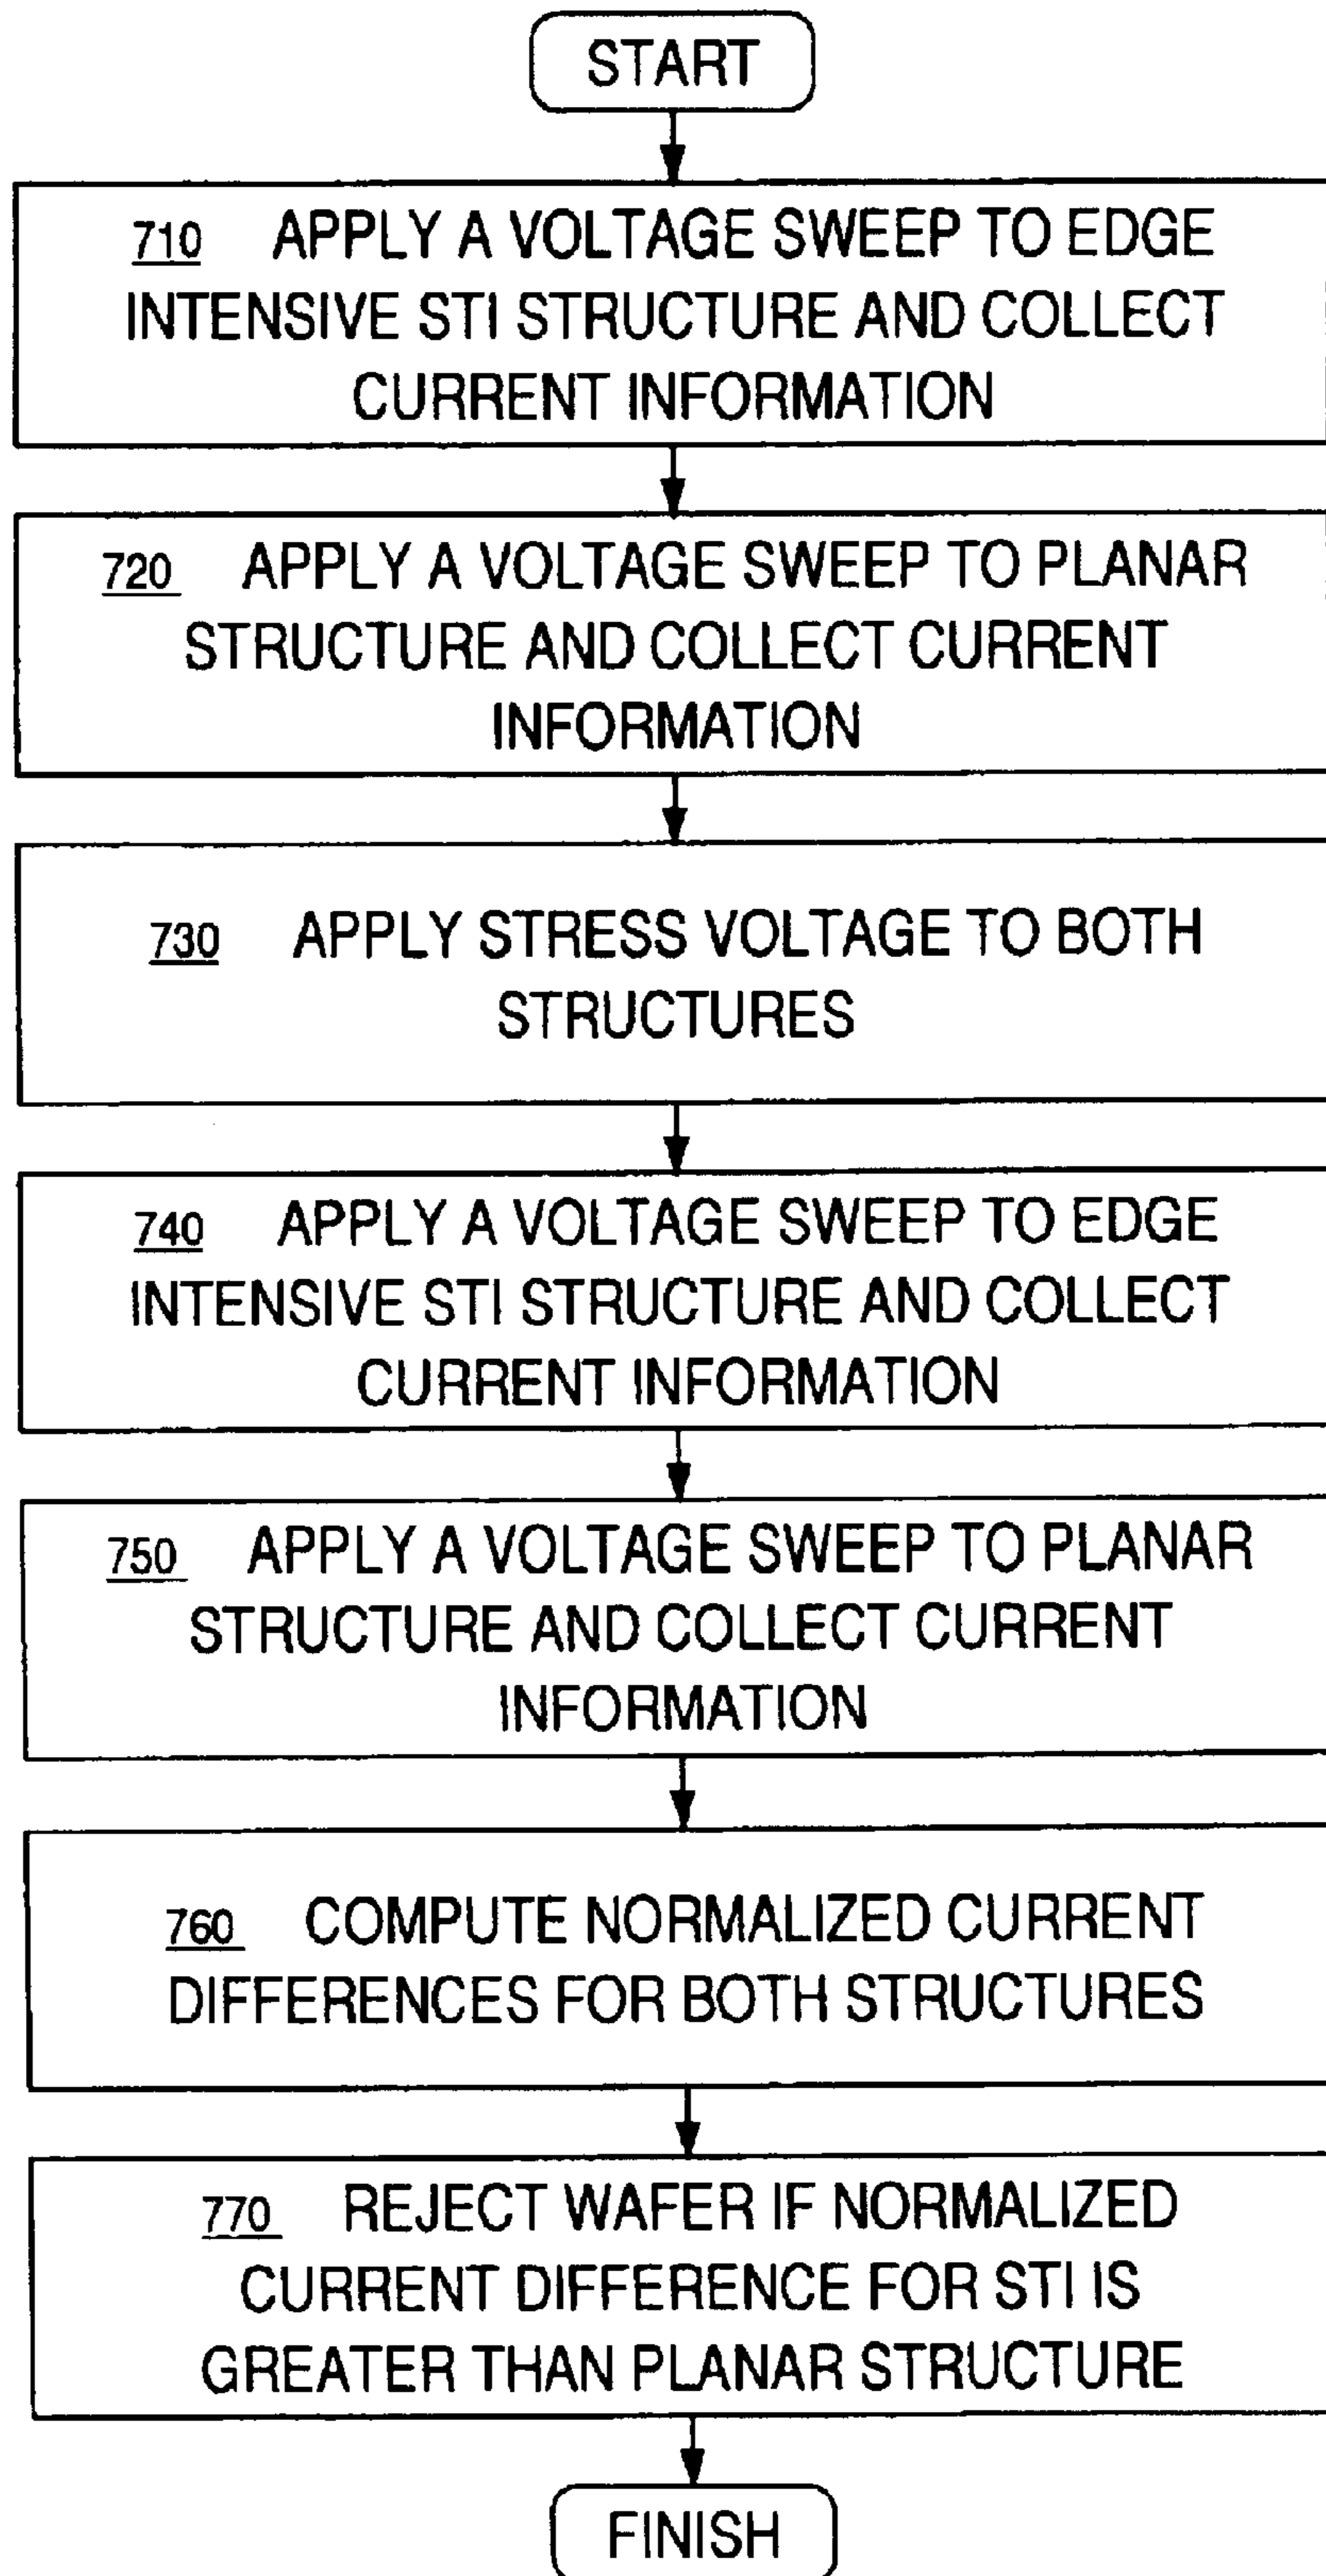 START
710 APPLY A VOLTAGE SWEEP TO EDGE
INTENSIVE STI STRUCTURE AND COLLECT
CURRENT INFORMATION
720 APPLY A VOLTAGE SWEEP TO PLANAR
STRUCTURE AND COLLECT CURRENT
INFORMATION
730 APPLY STRESS VOLTAGE TO BOTH
STRUCTURES
740 APPLY A VOLTAGE SWEEP TO EDGE
INTENSIVE STI STRUCTURE AND COLLECT
CURRENT INFORMATION
750 APPLY A VOLTAGE SWEEP TO PLANAR
STRUCTURE AND COLLECT CURRENT
INFORMATION
760 COMPUTE NORMALIZED CURRENT
DIFFERENCES FOR BOTH STRUCTURES
770 REJECT WAFER IF NORMALIZED
CURRENT DIFFERENCE FOR STI IS
GREATER THAN PLANAR STRUCTURE
FINISH